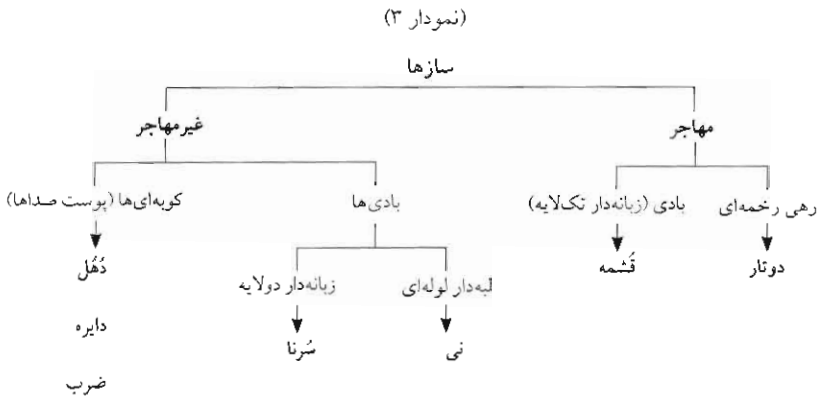 (نمودار ۳)
سازها
مهاجر
غیرمهاجر
رهی رخمه‌ای
بادی (زبانه‌دار تک‌لایه)
بادی‌ها
کوبه‌ای‌ها (پوست صداها)
دوتار
قُشمه
دُهُل
لبه‌دار لوله‌ای
زبانه‌دار دولایه
دایره
نی
سُرنا
ضرب